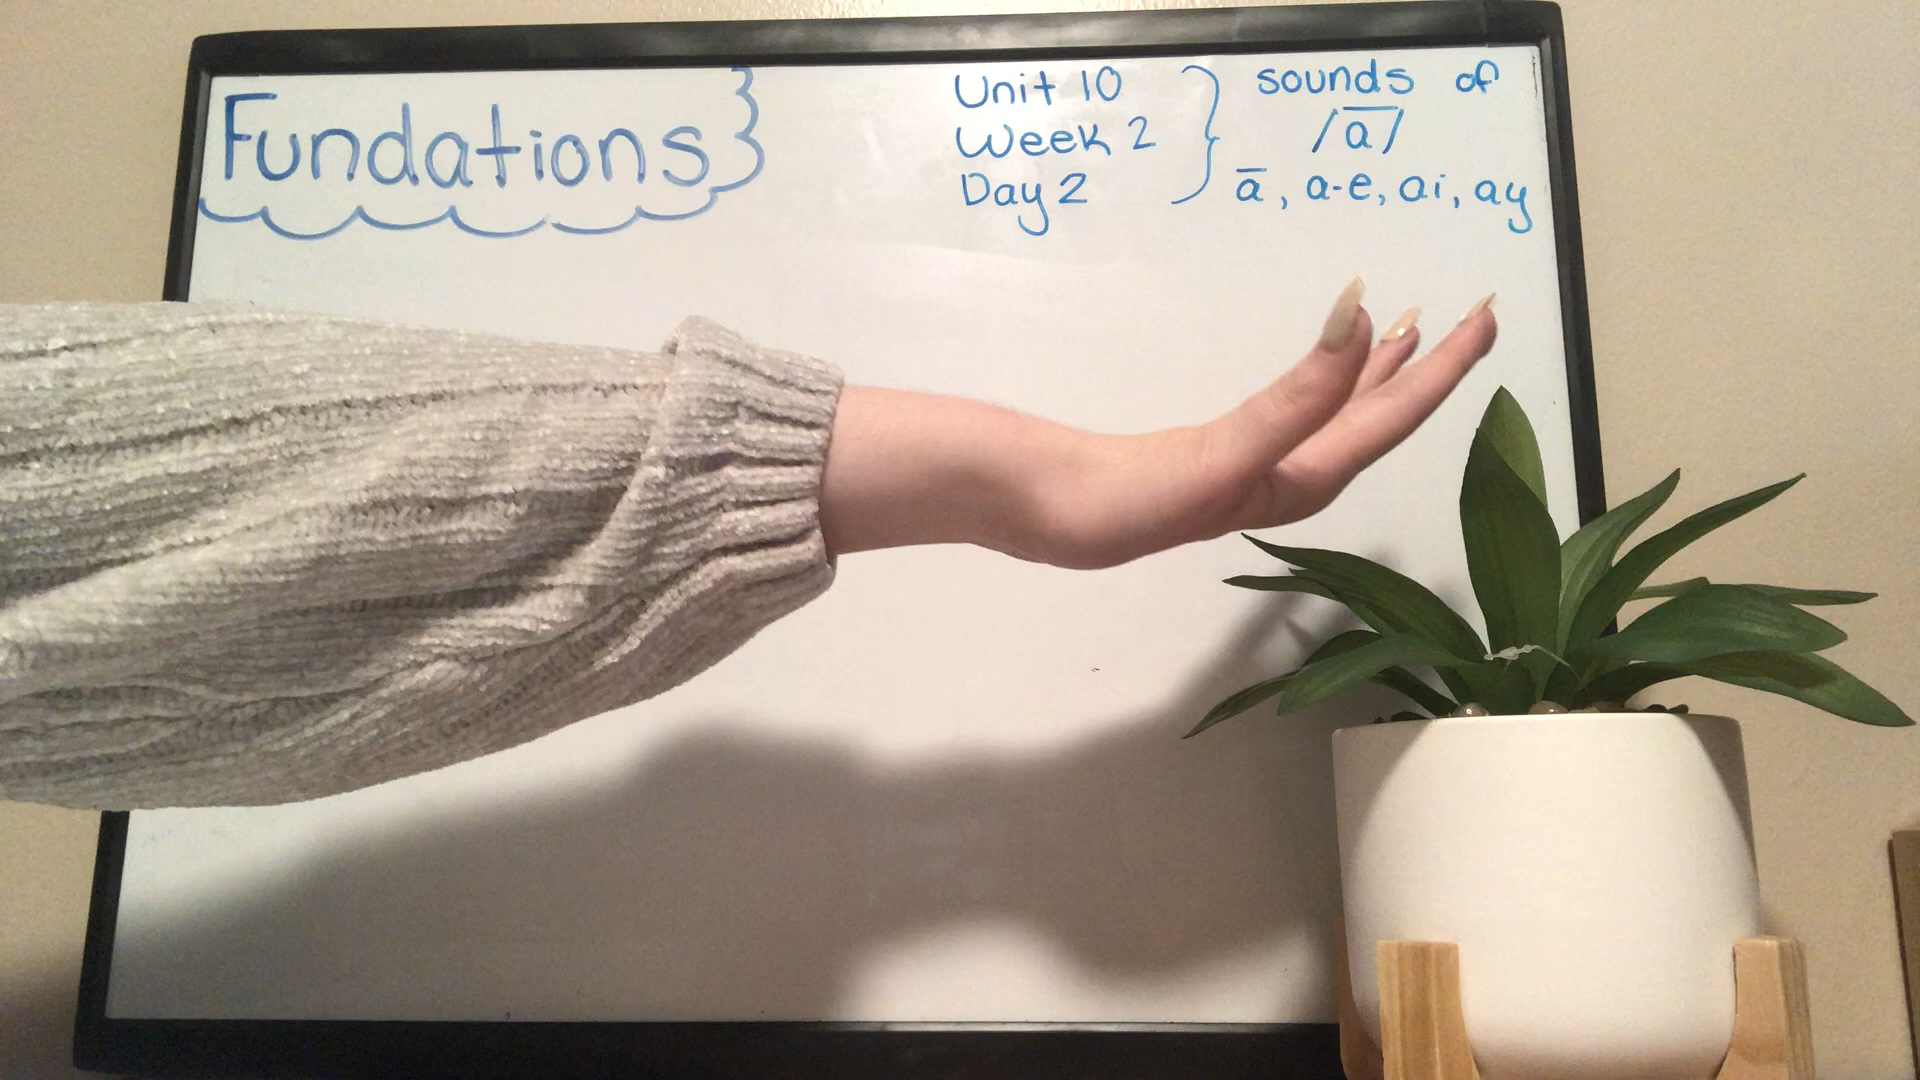 Fundations
Unit 10
Week 2
Day 2
sounds of
/ā/
ā, a-e, ai, ay